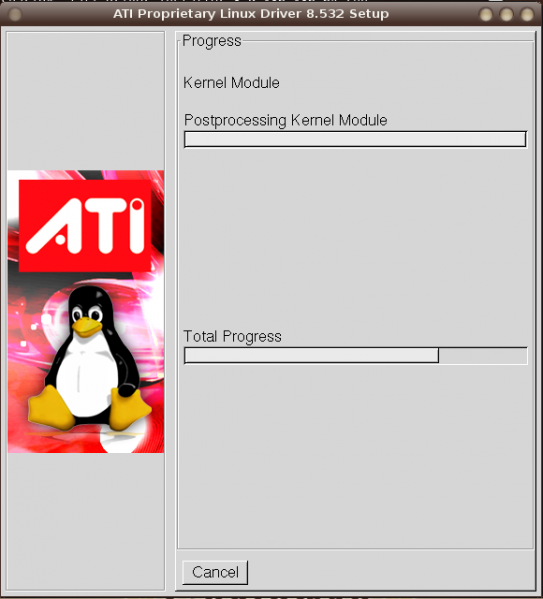 ATI Proprietary Linux Driver 8.532 Setup
Progress
Kernel Module
Postprocessing Kernel Module
ATI
Total Progress
Cancel